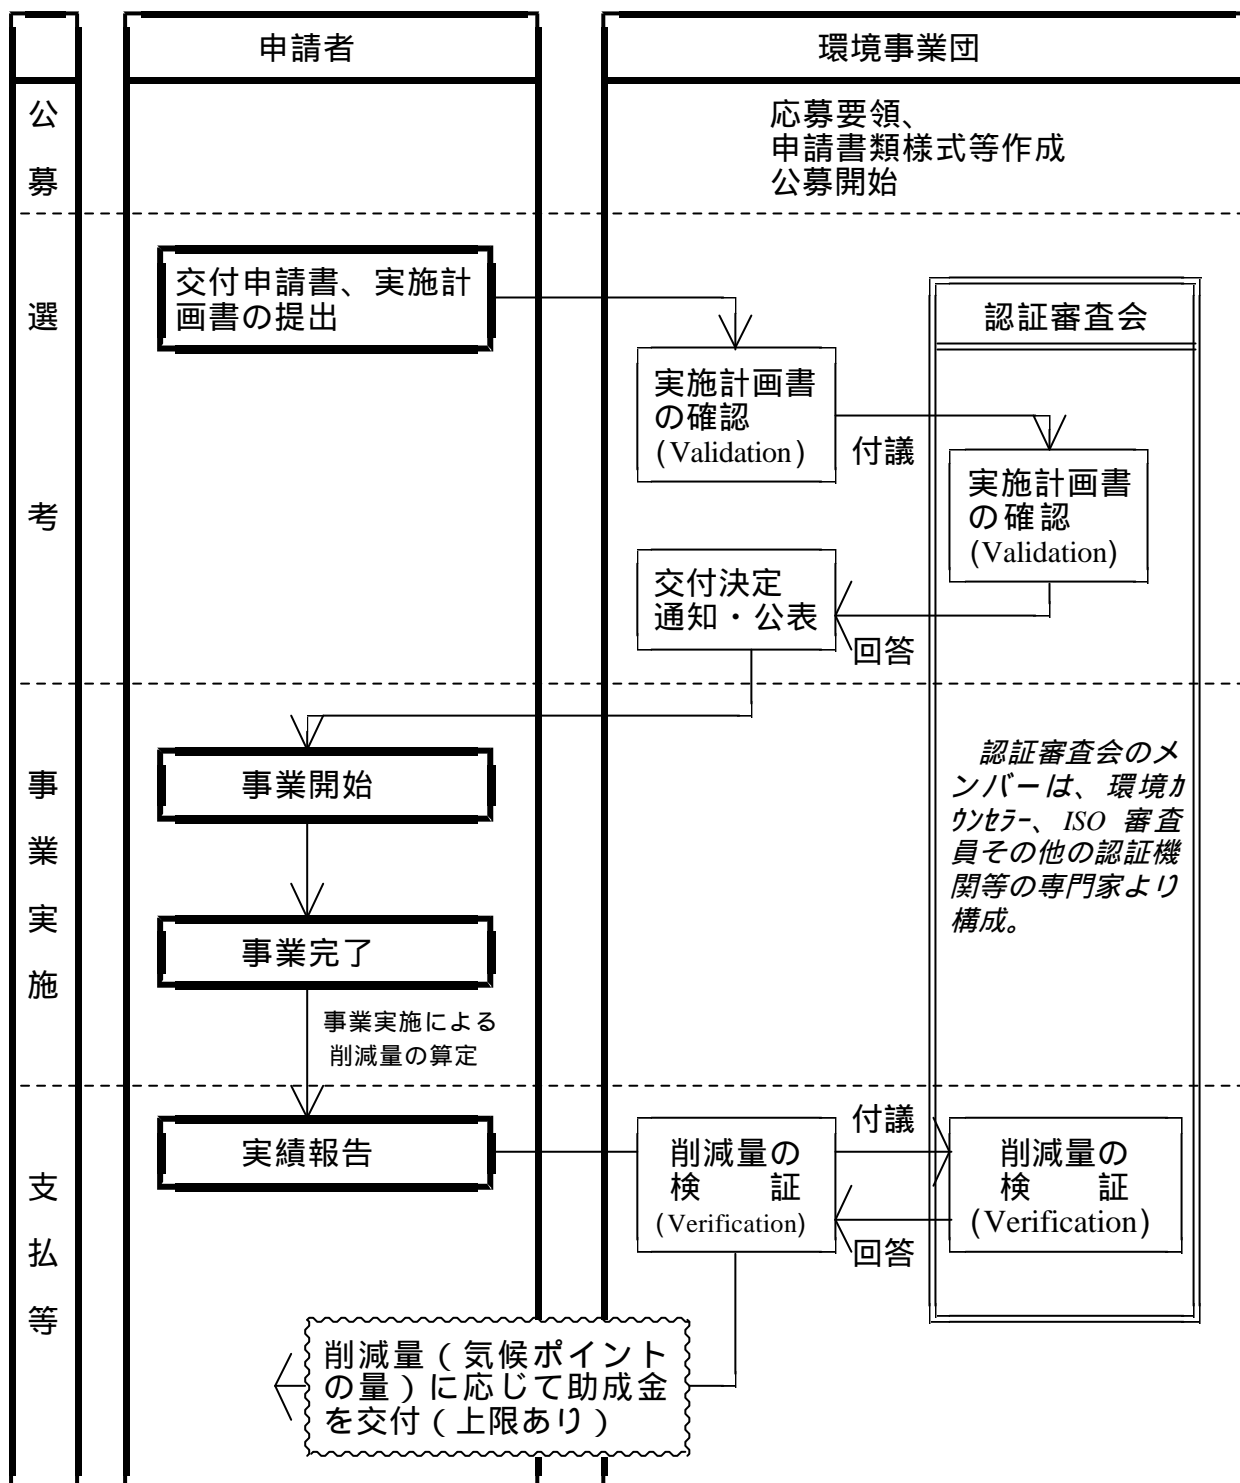 申請者
環境事業団
公
募
応募要領、
申請書類様式等作成
公募開始
選
考
交付申請書、実施計
画書の提出
認証審査会
実施計画書
の確認
(Validation)
付議
実施計画書
の確認
(Validation)
交付決定
通知・公表
回答
事
業
実
施
事業開始
認証審査会のメ
ンバーは、環境ｶ
ｳﾝｾﾗｰ、ISO 審査
員その他の認証機
関等の専門家より
構成。
事業完了
事業実施による
削減量の算定
支
払
等
実績報告
削減量の
検 証
(Verification)
付議
回答
削減量の
検 証
(Verification)
削減量（気候ポイント
の量）に応じて助成金
を交付（上限あり）